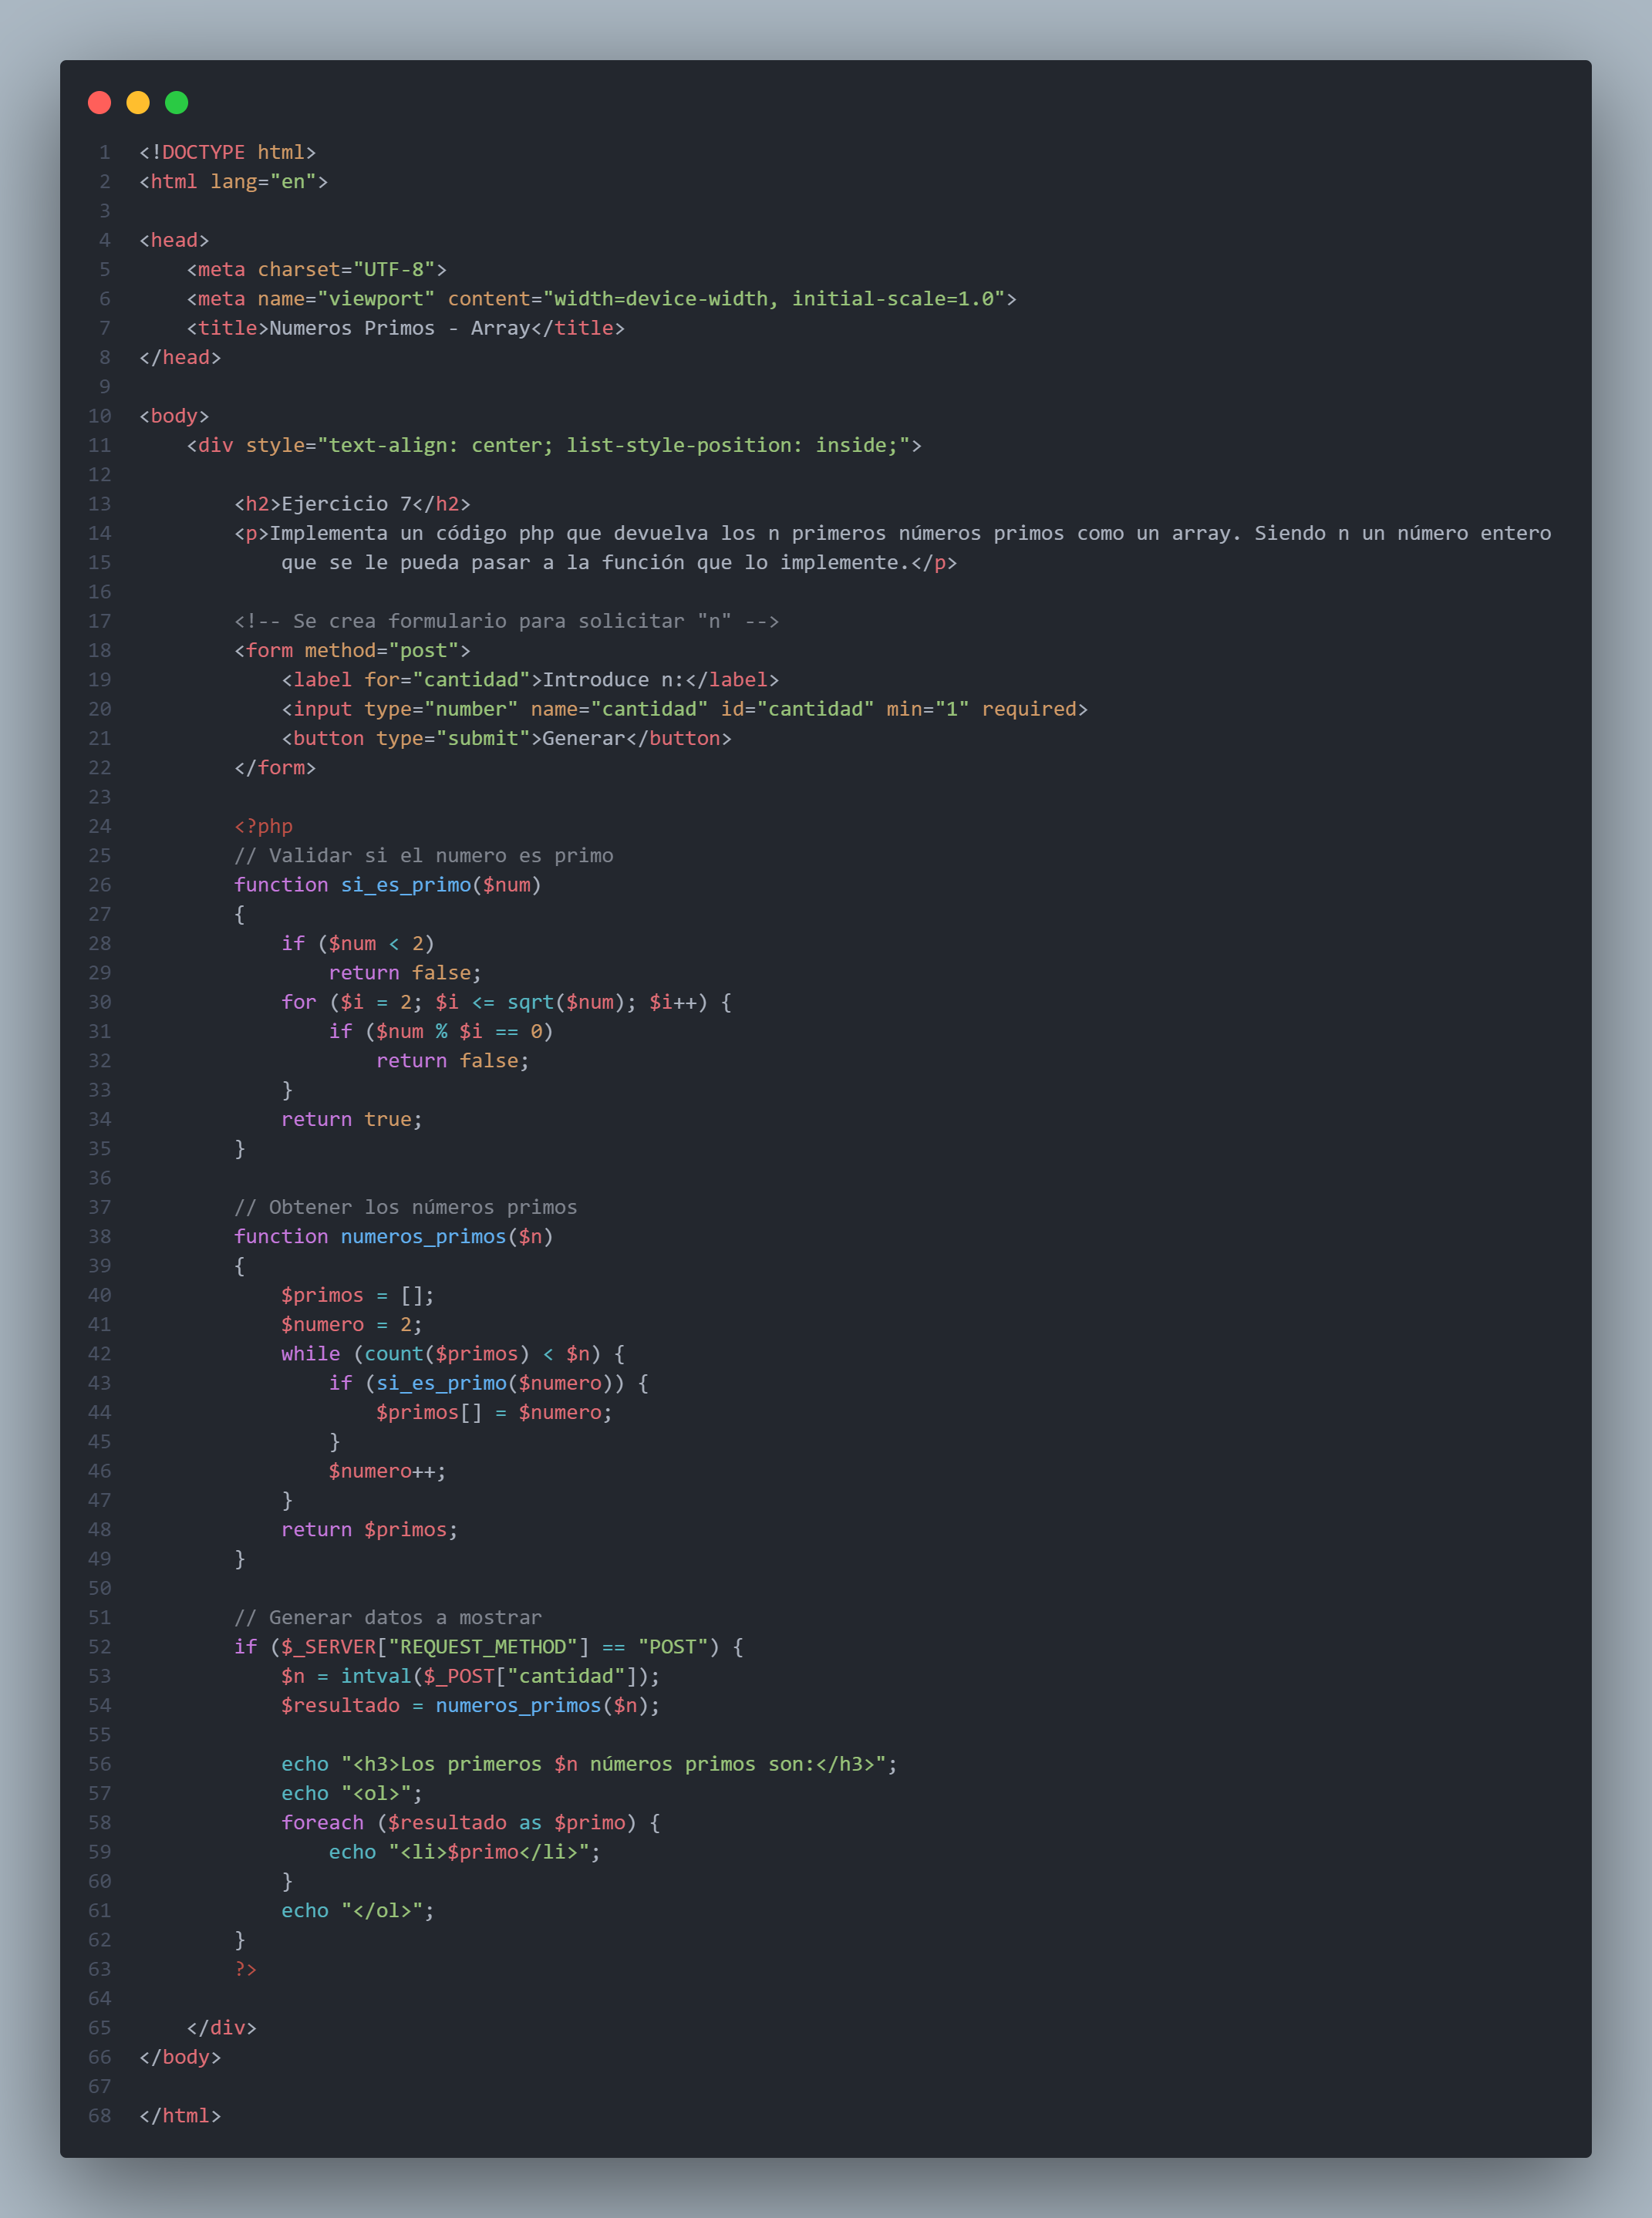 1 <!DOCTYPE html>
2 <html lang="en">
3
4 <head>
5     <meta charset="UTF-8">
6     <meta name="viewport" content="width=device-width, initial-scale=1.0">
7     <title>Numeros Primos - Array</title>
8 </head>
9
10 <body>
11     <div style="text-align: center; list-style-position: inside;">
12
13         <h2>Ejercicio 7</h2>
14         <p>Implementa un código php que devuelva los n primeros números primos como un array. Siendo n un número entero
15             que se le pueda pasar a la función que lo implemente.</p>
16
17         <!-- Se crea formulario para solicitar "n" -->
18         <form method="post">
19             <label for="cantidad">Introduce n:</label>
20             <input type="number" name="cantidad" id="cantidad" min="1" required>
21             <button type="submit">Generar</button>
22         </form>
23
24         <?php
25         // Validar si el numero es primo
26         function si_es_primo($num)
27         {
28             if ($num < 2)
29                 return false;
30             for ($i = 2; $i <= sqrt($num); $i++) {
31                 if ($num % $i == 0)
32                     return false;
33             }
34             return true;
35         }
36
37         // Obtener los números primos
38         function numeros_primos($n)
39         {
40             $primos = [];
41             $numero = 2;
42             while (count($primos) < $n) {
43                 if (si_es_primo($numero)) {
44                     $primos[] = $numero;
45                 }
46                 $numero++;
47             }
48             return $primos;
49         }
50
51         // Generar datos a mostrar
52         if ($_SERVER["REQUEST_METHOD"] == "POST") {
53             $n = intval($_POST["cantidad"]);
54             $resultado = numeros_primos($n);
55
56             echo "<h3>Los primeros $n números primos son:</h3>";
57             echo "<ol>";
58             foreach ($resultado as $primo) {
59                 echo "<li>$primo</li>";
60             }
61             echo "</ol>";
62         }
63         ?>
64
65     </div>
66 </body>
67
68 </html>